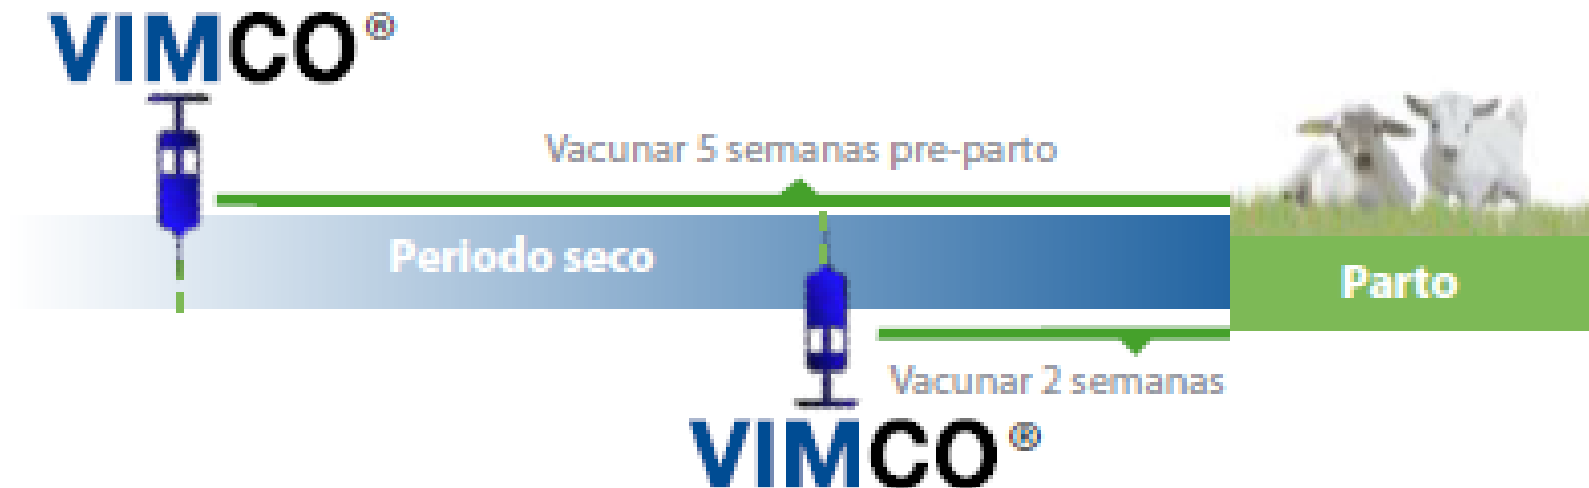 VIMCO®
Vacunar 5 semanas pre-parto
Periodo seco
Parto
Vacunar 2 semanas
VIMCO®